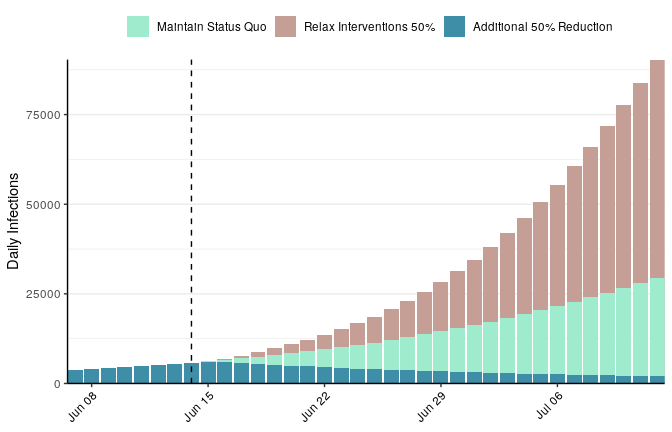 Maintain Status Quo Relax Interventions 50% Additional 50% Reduction
Daily Infections
75000
50000
25000
0
Jun 08 Jun 15 Jun 22 Jun 29 Jul 06